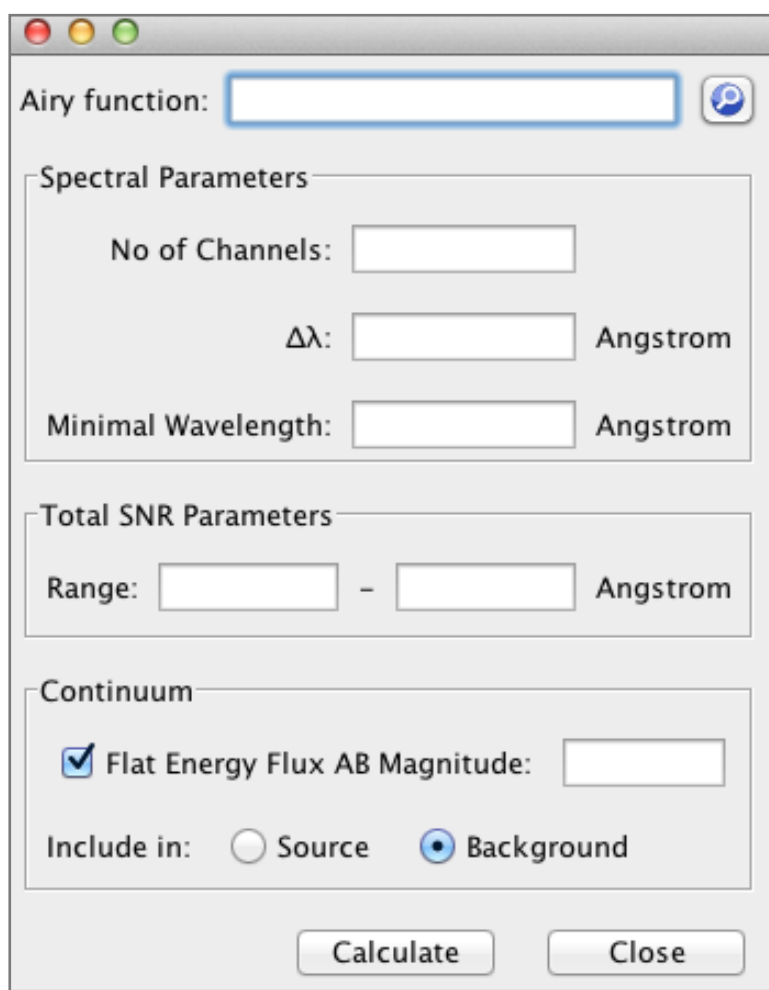 Airy function:
Spectral Parameters
No of Channels:
Δλ: Angstrom
Minimal Wavelength: Angstrom
Total SNR Parameters
Range: – Angstrom
Continuum
Flat Energy Flux AB Magnitude:
Include in: Source Background
Calculate Close